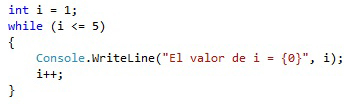 int i = 1;
while (i <= 5)
{
    Console.WriteLine("El valor de i = {0}", i);
    i++;
}